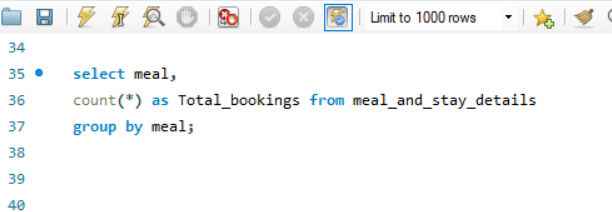 Limit to 1000 rows
34
35 select meal,
36 count(*) as Total_bookings from meal_and_stay_details
37 group by meal;
38
39
40